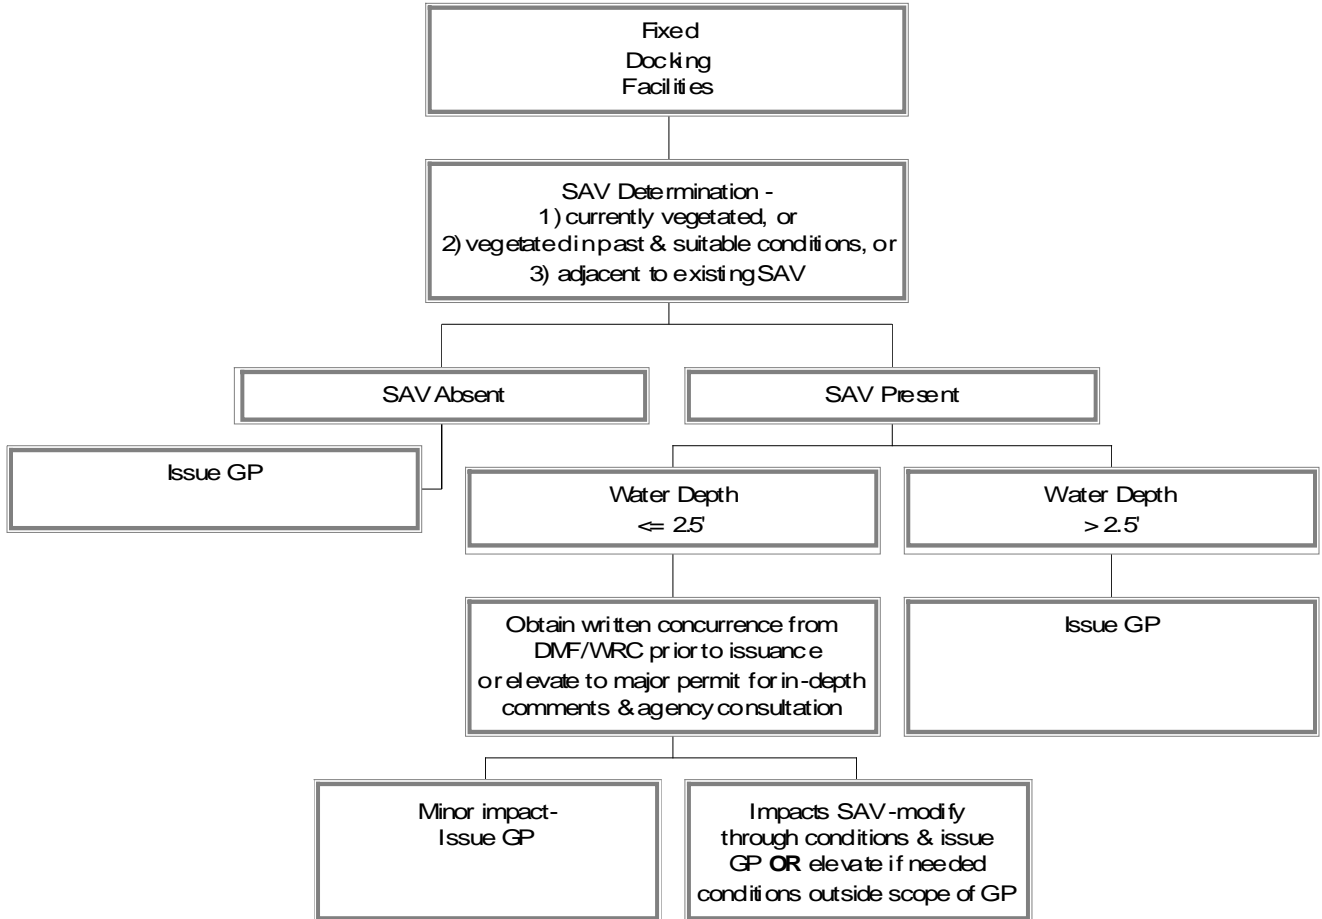 Fixed
Docking
Facilities
SAV Determination -
1) currently vegetated, or
2) vegetated in past & suitable conditions, or
3) adjacent to existing SAV
SAV Absent
SAV Present
Issue GP
Water Depth
<= 2.5'
Water Depth
> 2.5'
Obtain written concurrence from
DMF/WRC prior to issuance
or elevate to major permit for in-depth
comments & agency consultation
Issue GP
Minor impact-
Issue GP
Impacts SAV-modify
through conditions & issue
GP OR elevate if needed
conditions outside scope of GP